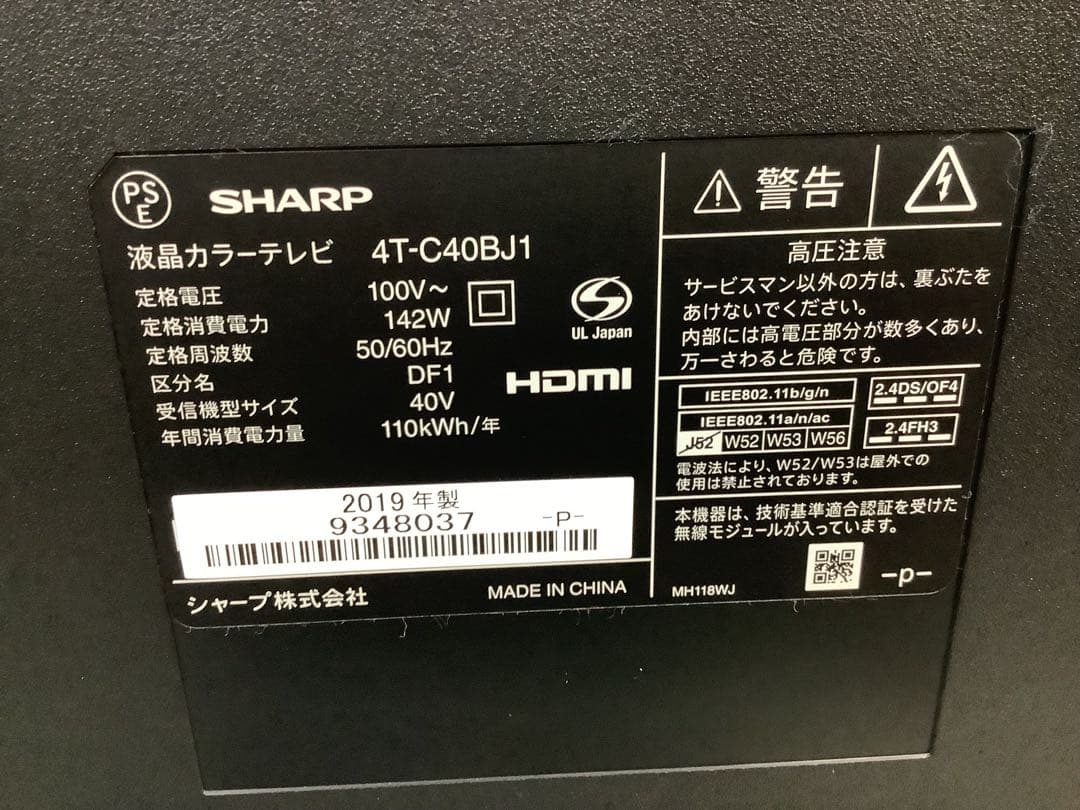 PS
E
SHARP
液晶カラーテレビ 4T-C40BJ1
定格電圧 100V～
定格消費電力 142W
定格周波数 50/60Hz
区分名 DF1
受信機型サイズ 40V
年間消費電力量 110kWh/年
S
UL Japan
HDMI
2019年製
9348037 -P-
シャープ株式会社 MADE IN CHINA
警告
高圧注意
サービスマン以外の方は、裏ぶたを
あけないでください。
内部には高電圧部分が数多くあり、
万一さわると危険です。
IEEE802.11b/g/n
2.4DS/OF4
IEEE802.11a/n/ac
J52 W52 W53 W56
2.4FH3
電波法により、W52/W53は屋外での
使用は禁止されております。
本機器は、技術基準適合認証を受けた
無線モジュールが入っています。
MH118WJ -p-